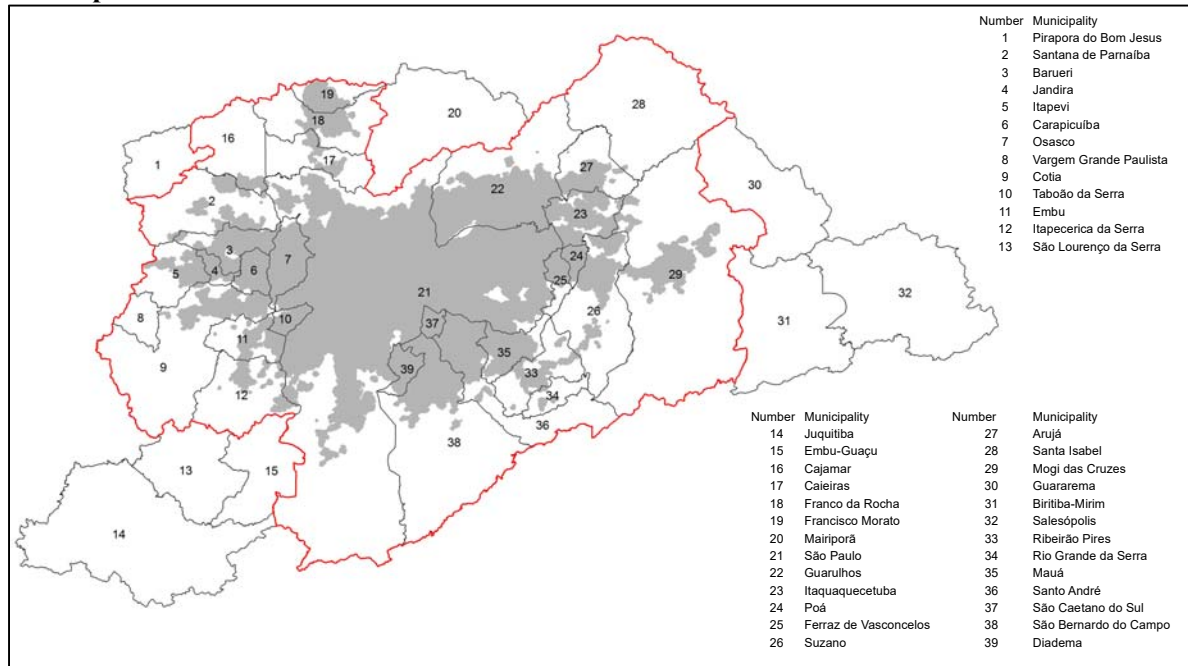 Number Municipality
1 Pirapora do Bom Jesus
2 Santana de Parnaíba
3 Barueri
4 Jandira
5 Itapevi
6 Carapicuíba
7 Osasco
8 Vargem Grande Paulista
9 Cotia
10 Taboão da Serra
11 Embu
12 Itapecerica da Serra
13 São Lourenço da Serra
19
18
20
28
16
17
1
27
22
30
2
23
3
24
7
5
4
6
29
25
32
21
26
8
31
37
10
11
35
39
9
33
12
34
36
38
13
15
14
Number Municipality Number Municipality
14 Juquitiba 27 Arujá
15 Embu-Guaçu 28 Santa Isabel
16 Cajamar 29 Mogi das Cruzes
17 Caieiras 30 Guararema
18 Franco da Rocha 31 Biritiba-Mirim
19 Francisco Morato 32 Salesópolis
20 Mairiporã 33 Ribeirão Pires
21 São Paulo 34 Rio Grande da Serra
22 Guarulhos 35 Mauá
23 Itaquaquecetuba 36 Santo André
24 Poá 37 São Caetano do Sul
25 Ferraz de Vasconcelos 38 São Bernardo do Campo
26 Suzano 39 Diadema